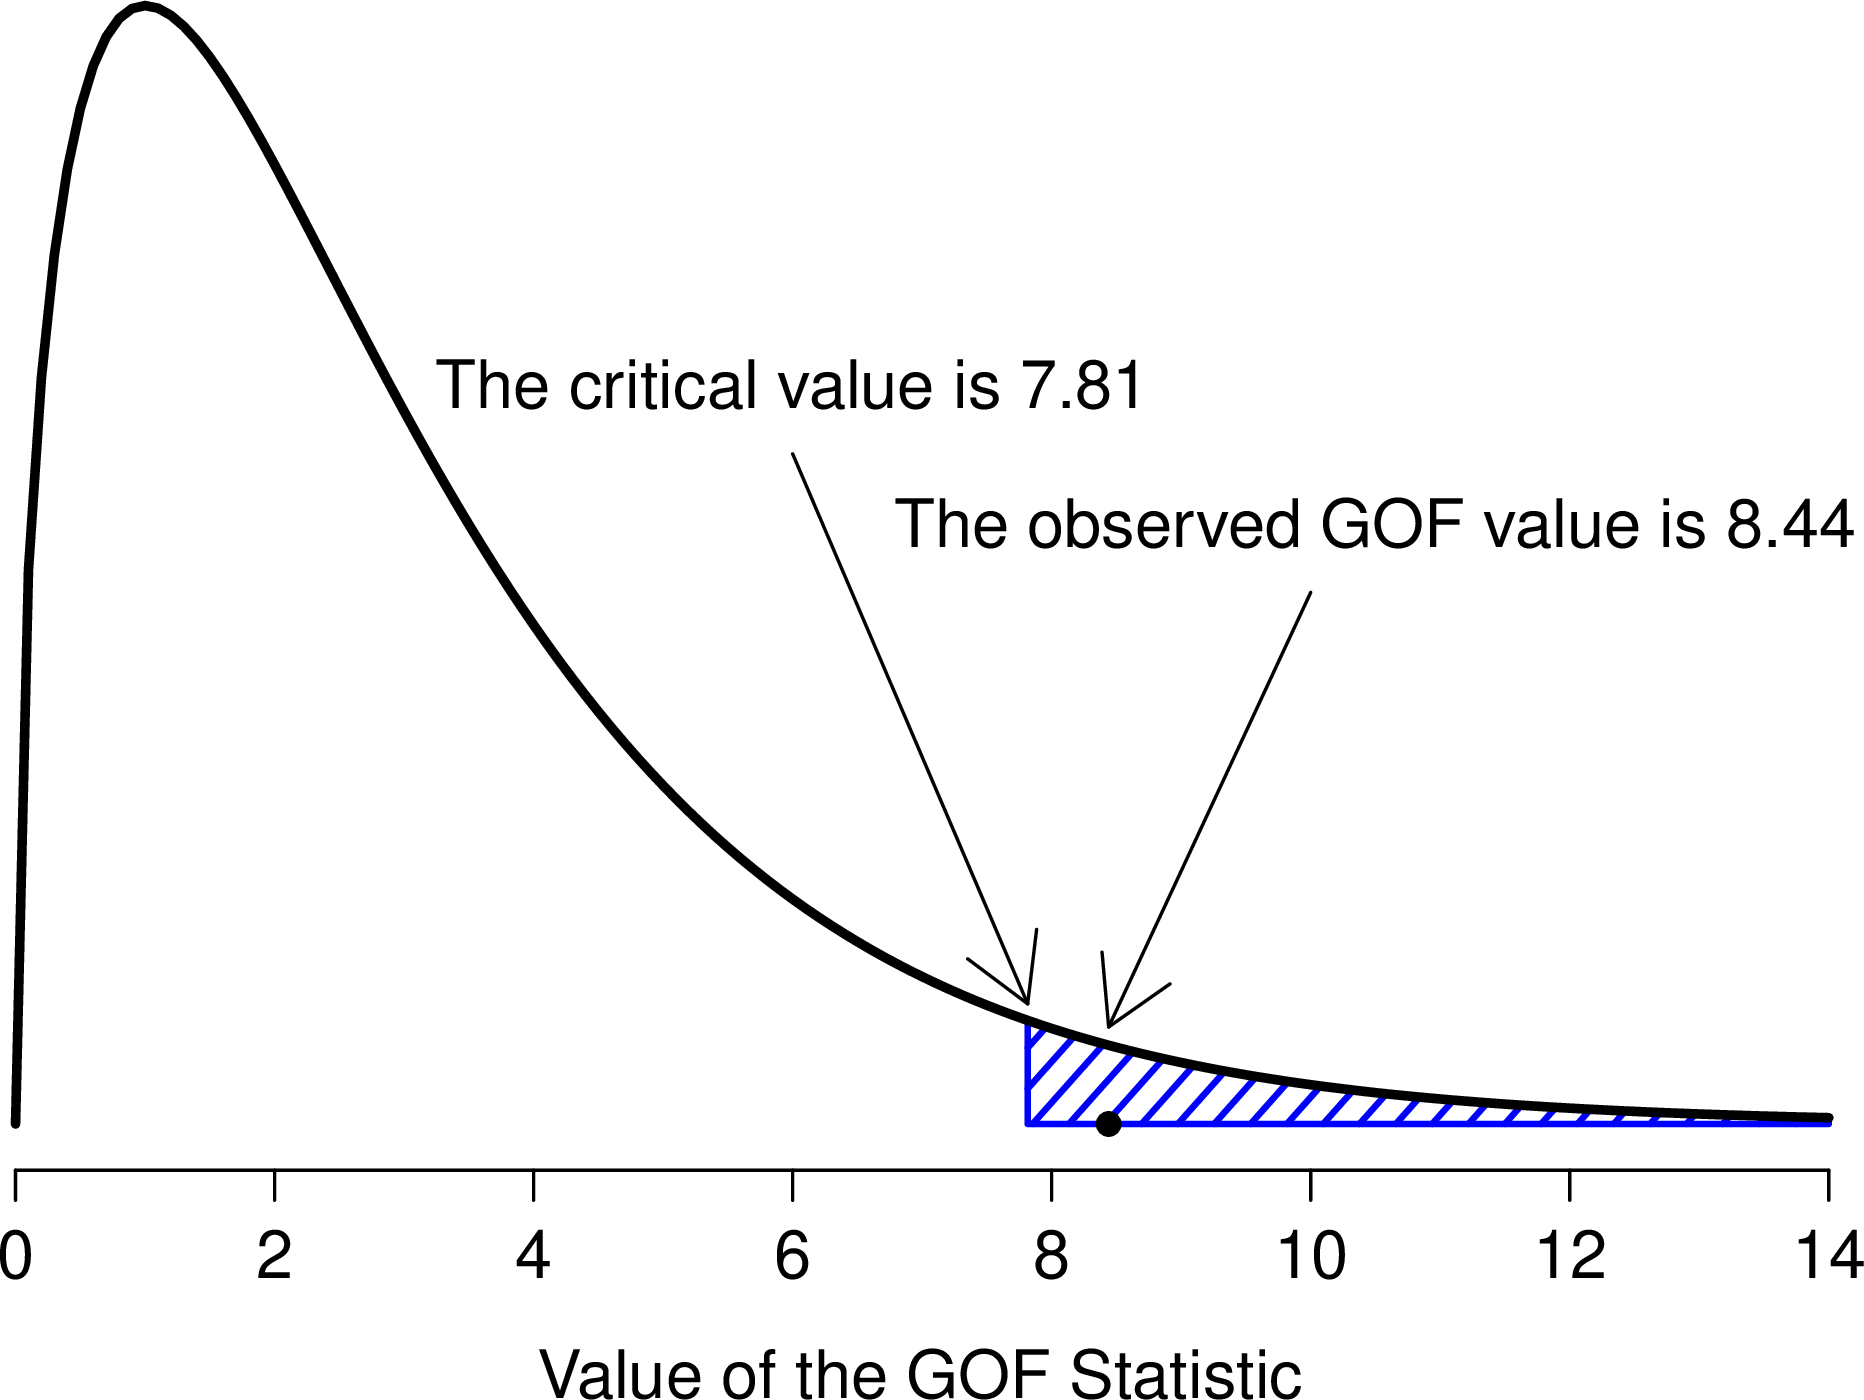 The critical value is 7.81
The observed GOF value is 8.44
0 2 4 6 8 10 12 14
Value of the GOF Statistic